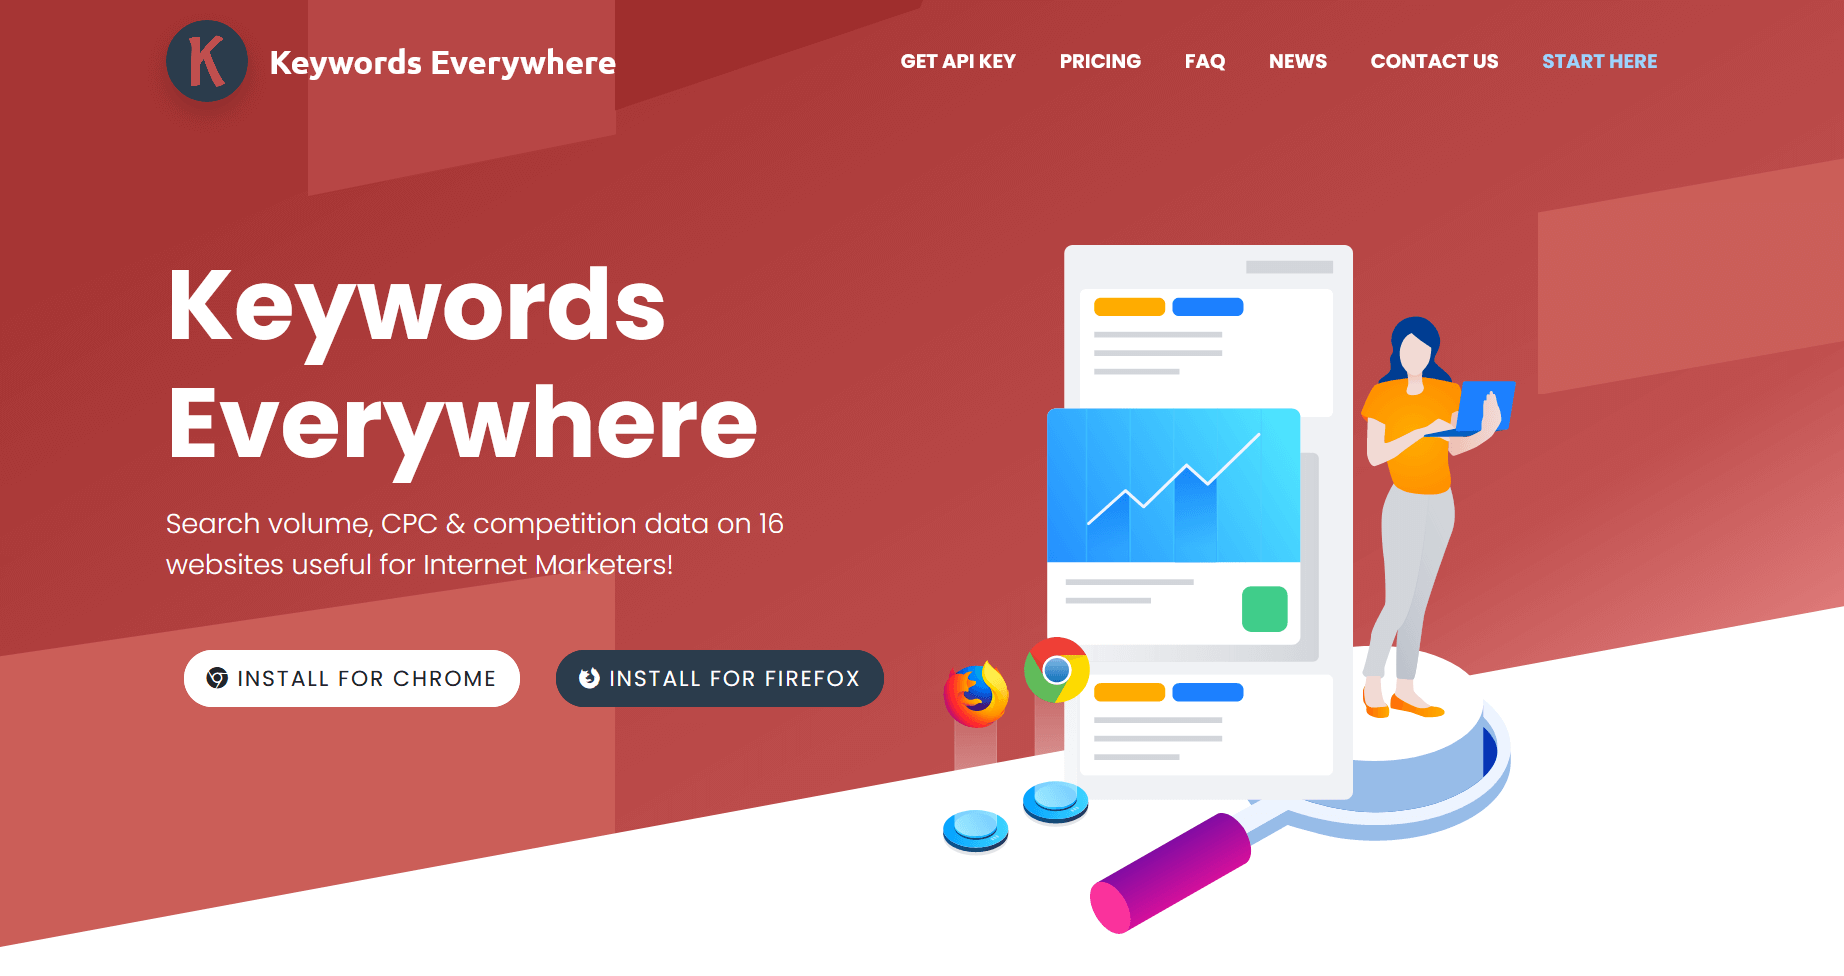 K
Keywords Everywhere
GET API KEY PRICING FAQ NEWS CONTACT US START HERE
Keywords
Everywhere
Search volume, CPC & competition data on 16
websites useful for Internet Marketers!
INSTALL FOR CHROME INSTALL FOR FIREFOX